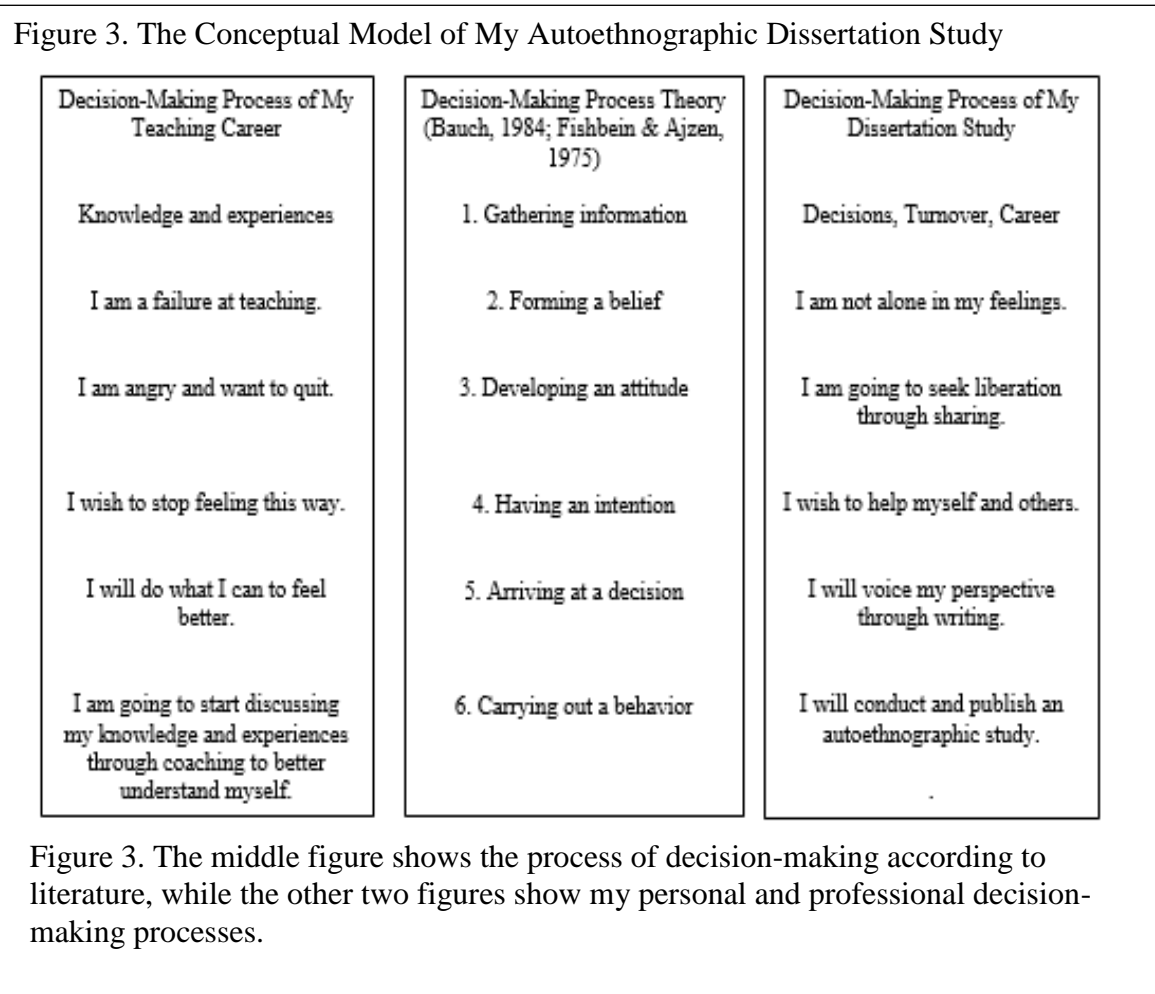 Figure 3. The Conceptual Model of My Autoethnographic Dissertation Study
Decision-Making Process of My
Teaching Career
Knowledge and experiences
I am a failure at teaching.
I am angry and want to quit.
I wish to stop feeling this way.
I will do what I can to feel
better.
I am going to start discussing
my knowledge and experiences
through coaching to better
understand myself.
Decision-Making Process Theory
(Bauch, 1984; Fishbein & Ajzen,
1975)
1. Gathering information
2. Forming a belief
3. Developing an attitude
4. Having an intention
5. Arriving at a decision
6. Carrying out a behavior
Decision-Making Process of My
Dissertation Study
Decisions, Turnover, Career
I am not alone in my feelings.
I am going to seek liberation
through sharing.
I wish to help myself and others.
I will voice my perspective
through writing.
I will conduct and publish an
autoethnographic study.
.
Figure 3. The middle figure shows the process of decision-making according to
literature, while the other two figures show my personal and professional decision-
making processes.